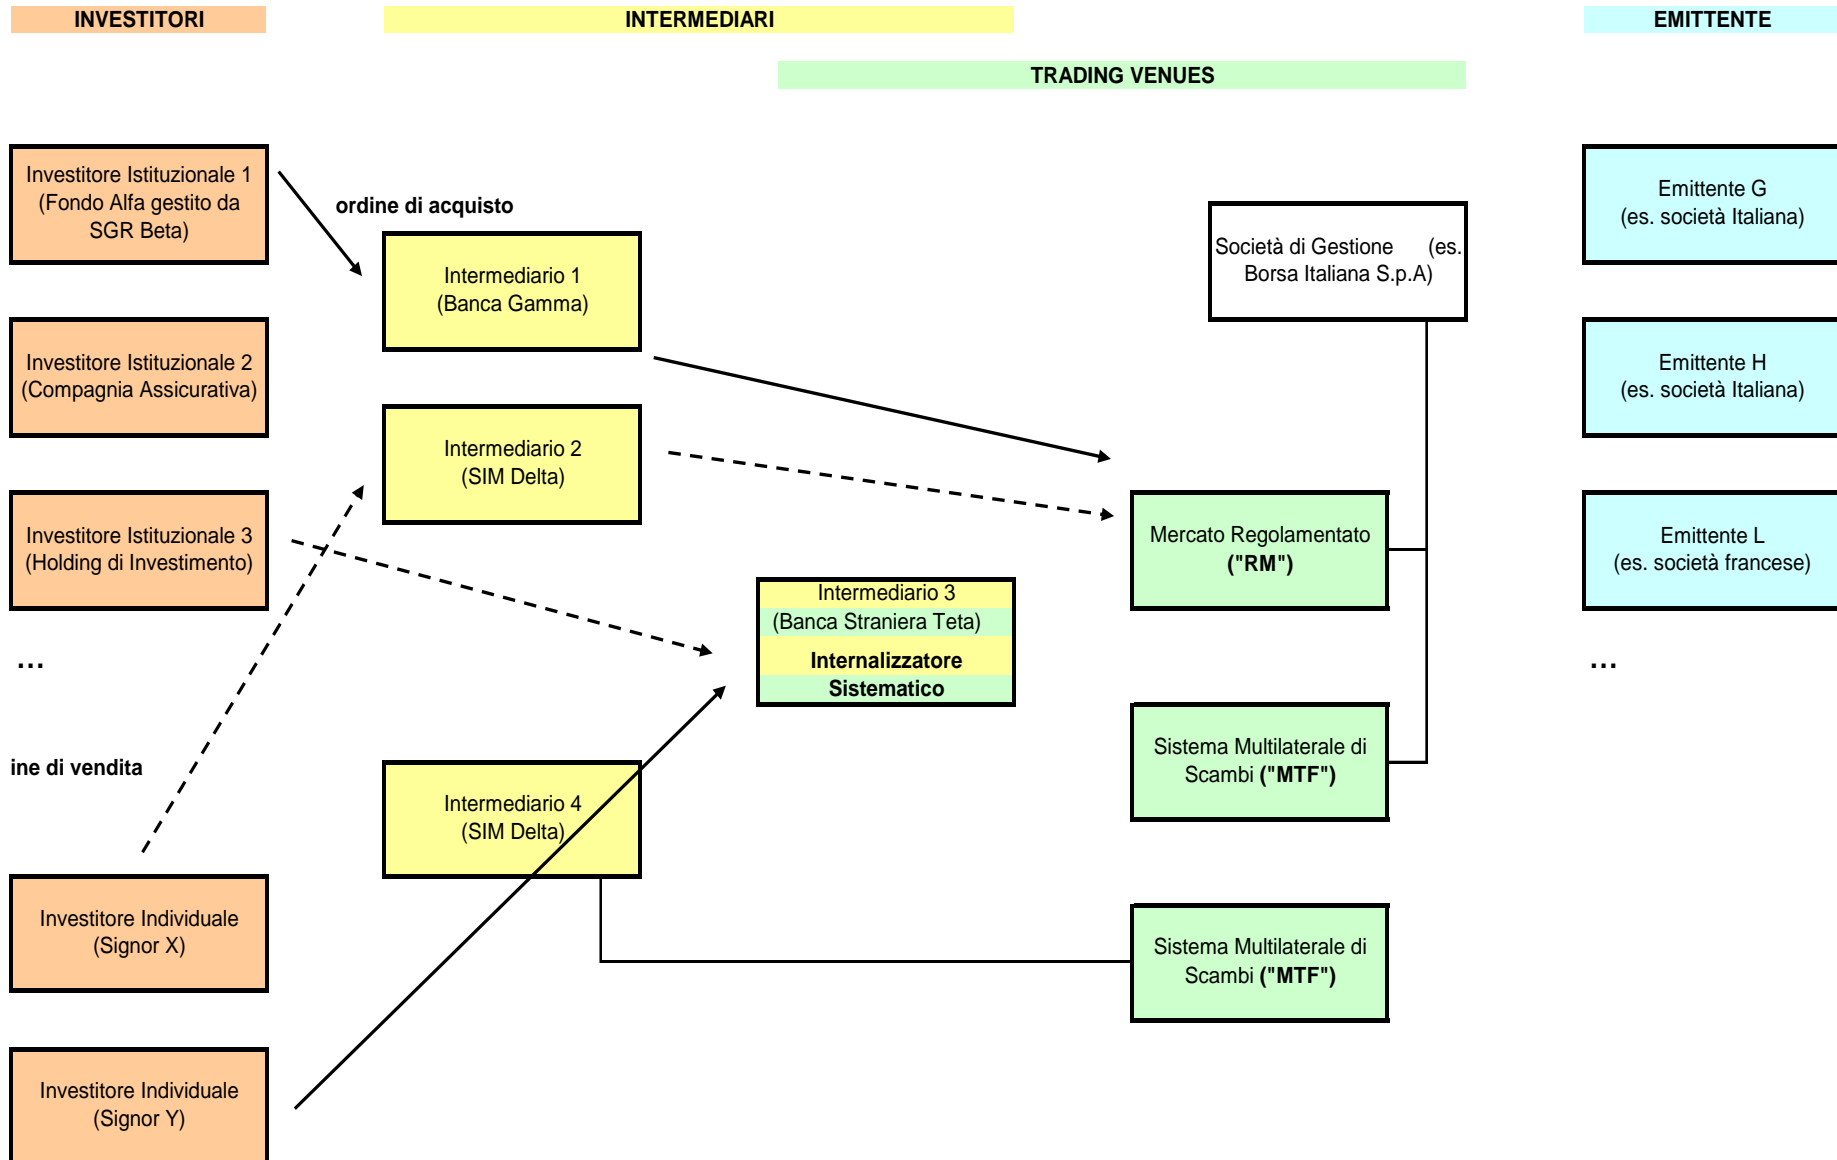 INVESTITORI
INTERMEDIARI
EMITTENTE
TRADING VENUES
Investitore Istituzionale 1
(Fondo Alfa gestito da
SGR Beta)
ordine di acquisto
Intermediario 1
(Banca Gamma)
Società di Gestione (es.
Borsa Italiana S.p.A)
Emittente G
(es. società Italiana)
Investitore Istituzionale 2
(Compagnia Assicurativa)
Emittente H
(es. società Italiana)
Intermediario 2
(SIM Delta)
Investitore Istituzionale 3
(Holding di Investimento)
Mercato Regolamentato
("RM")
Emittente L
(es. società francese)
Intermediario 3
(Banca Straniera Teta)
Internalizzatore
Sistematico
...
...
ine di vendita
Intermediario 4
(SIM Delta)
Sistema Multilaterale di
Scambi ("MTF")
Investitore Individuale
(Signor X)
Sistema Multilaterale di
Scambi ("MTF")
Investitore Individuale
(Signor Y)